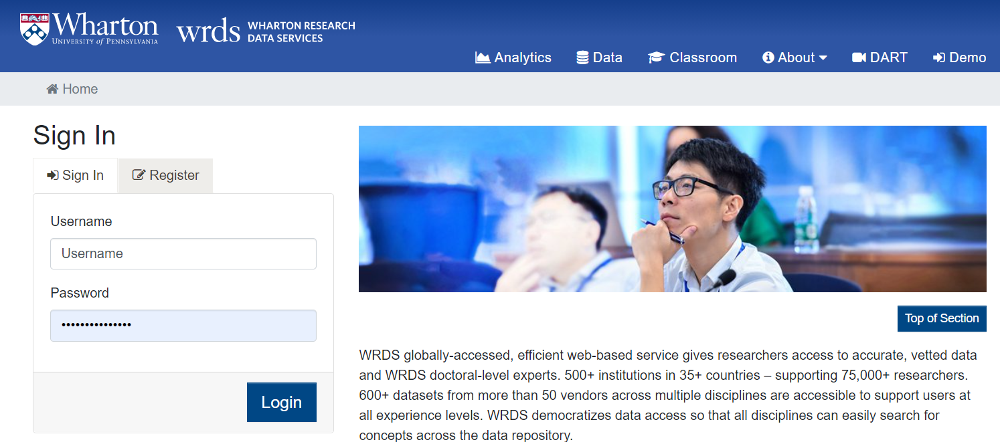 Wharton
UNIVERSITY of PENNSYLVANIA
wrds
WHARTON RESEARCH
DATA SERVICES
Analytics
Data
Classroom
About
DART
Demo
Home
Sign In
Sign In
Register
Username
Username
Password
•••••••••••••••
Login
Top of Section
WRDS globally-accessed, efficient web-based service gives researchers access to accurate, vetted data
and WRDS doctoral-level experts. 500+ institutions in 35+ countries – supporting 75,000+ researchers.
600+ datasets from more than 50 vendors across multiple disciplines are accessible to support users at
all experience levels. WRDS democratizes data access so that all disciplines can easily search for
concepts across the data repository.